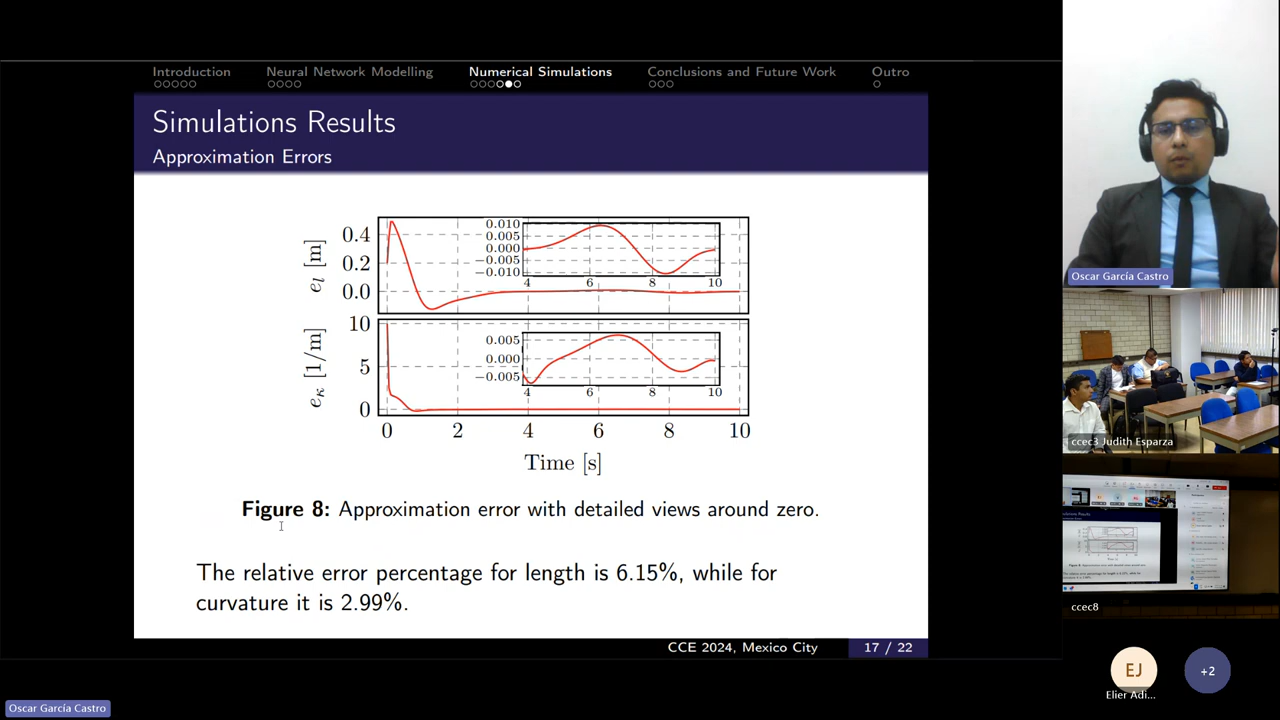 Introduction
Neural Network Modelling
Numerical Simulations
Conclusions and Future Work
Outro
Simulations Results
Approximation Errors
0.4
0.2
0.0
e_l [m]
0.010
0.005
0.000
−0.005
−0.010
4 6 8 10
10
5
0
e_κ [1/m]
0.005
0.000
−0.005
4 6 8 10
0 2 4 6 8 10
Time [s]
Figure 8: Approximation error with detailed views around zero.
The relative error percentage for length is 6.15%, while for
curvature it is 2.99%.
CCE 2024, Mexico City
17 / 22
Oscar García Castro
ccec3 Judith Esparza
ccec8
EJ
Elier Adi...
+2
Oscar García Castro